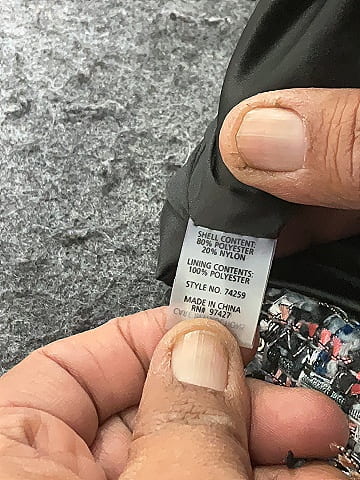 SHELL CONTENT:
80% POLYESTER
20% NYLON
LINING CONTENTS:
100% POLYESTER
STYLE NO. 74259
MADE IN CHINA
RN# 97427